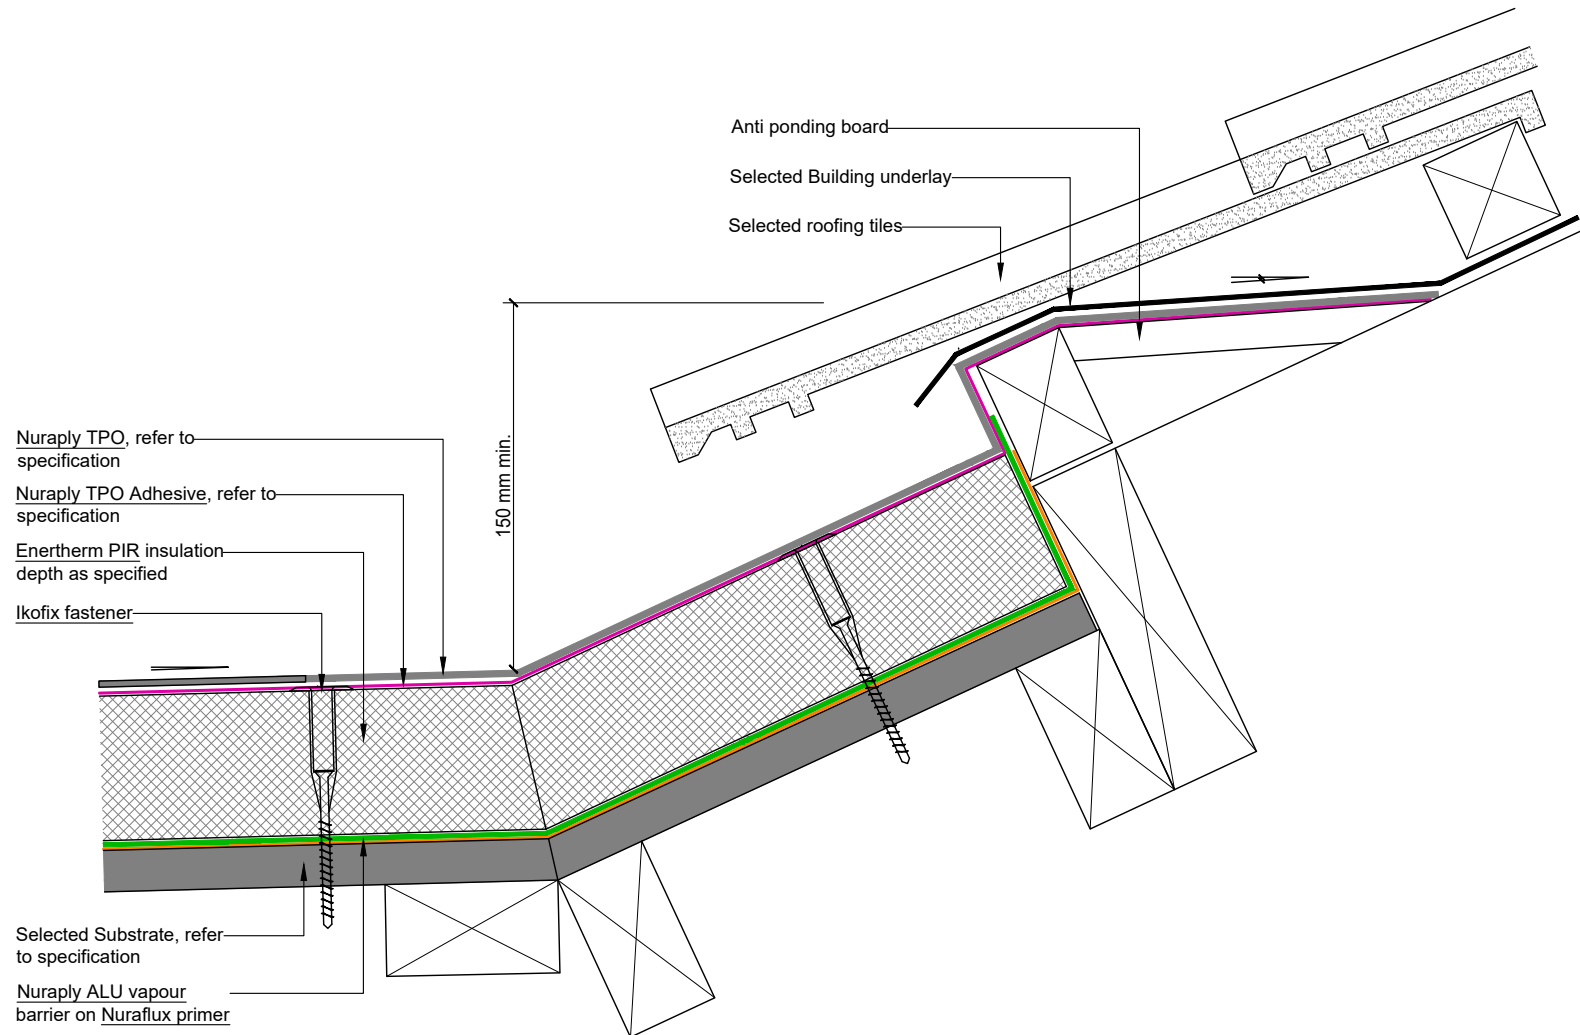 Anti ponding board
Selected Building underlay
Selected roofing tiles
150 mm min.
Nuraply TPO, refer to
specification
Nuraply TPO Adhesive, refer to
specification
Enertherm PIR insulation
depth as specified
Ikofix fastener
Selected Substrate, refer
to specification
Nuraply ALU vapour
barrier on Nuraflux primer